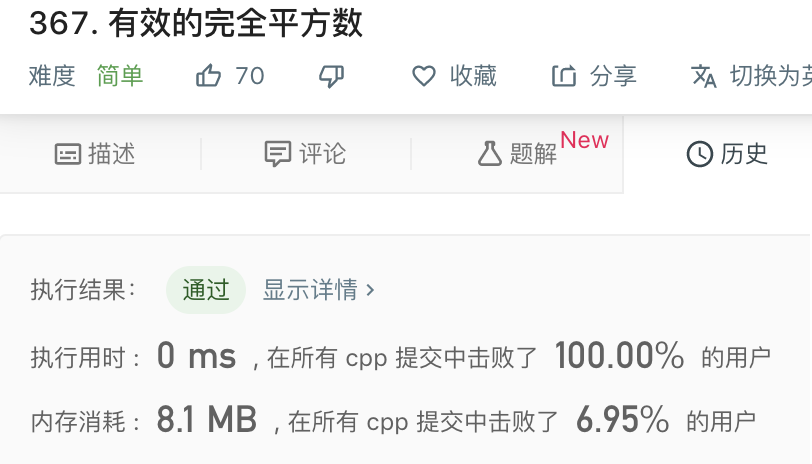 367. 有效的完全平方数
难度 简单 70 收藏 分享 切换为英
描述 评论 题解 New 历史
执行结果： 通过 显示详情 ›
执行用时 : 0 ms , 在所有 cpp 提交中击败了 100.00% 的用户
内存消耗 : 8.1 MB , 在所有 cpp 提交中击败了 6.95% 的用户